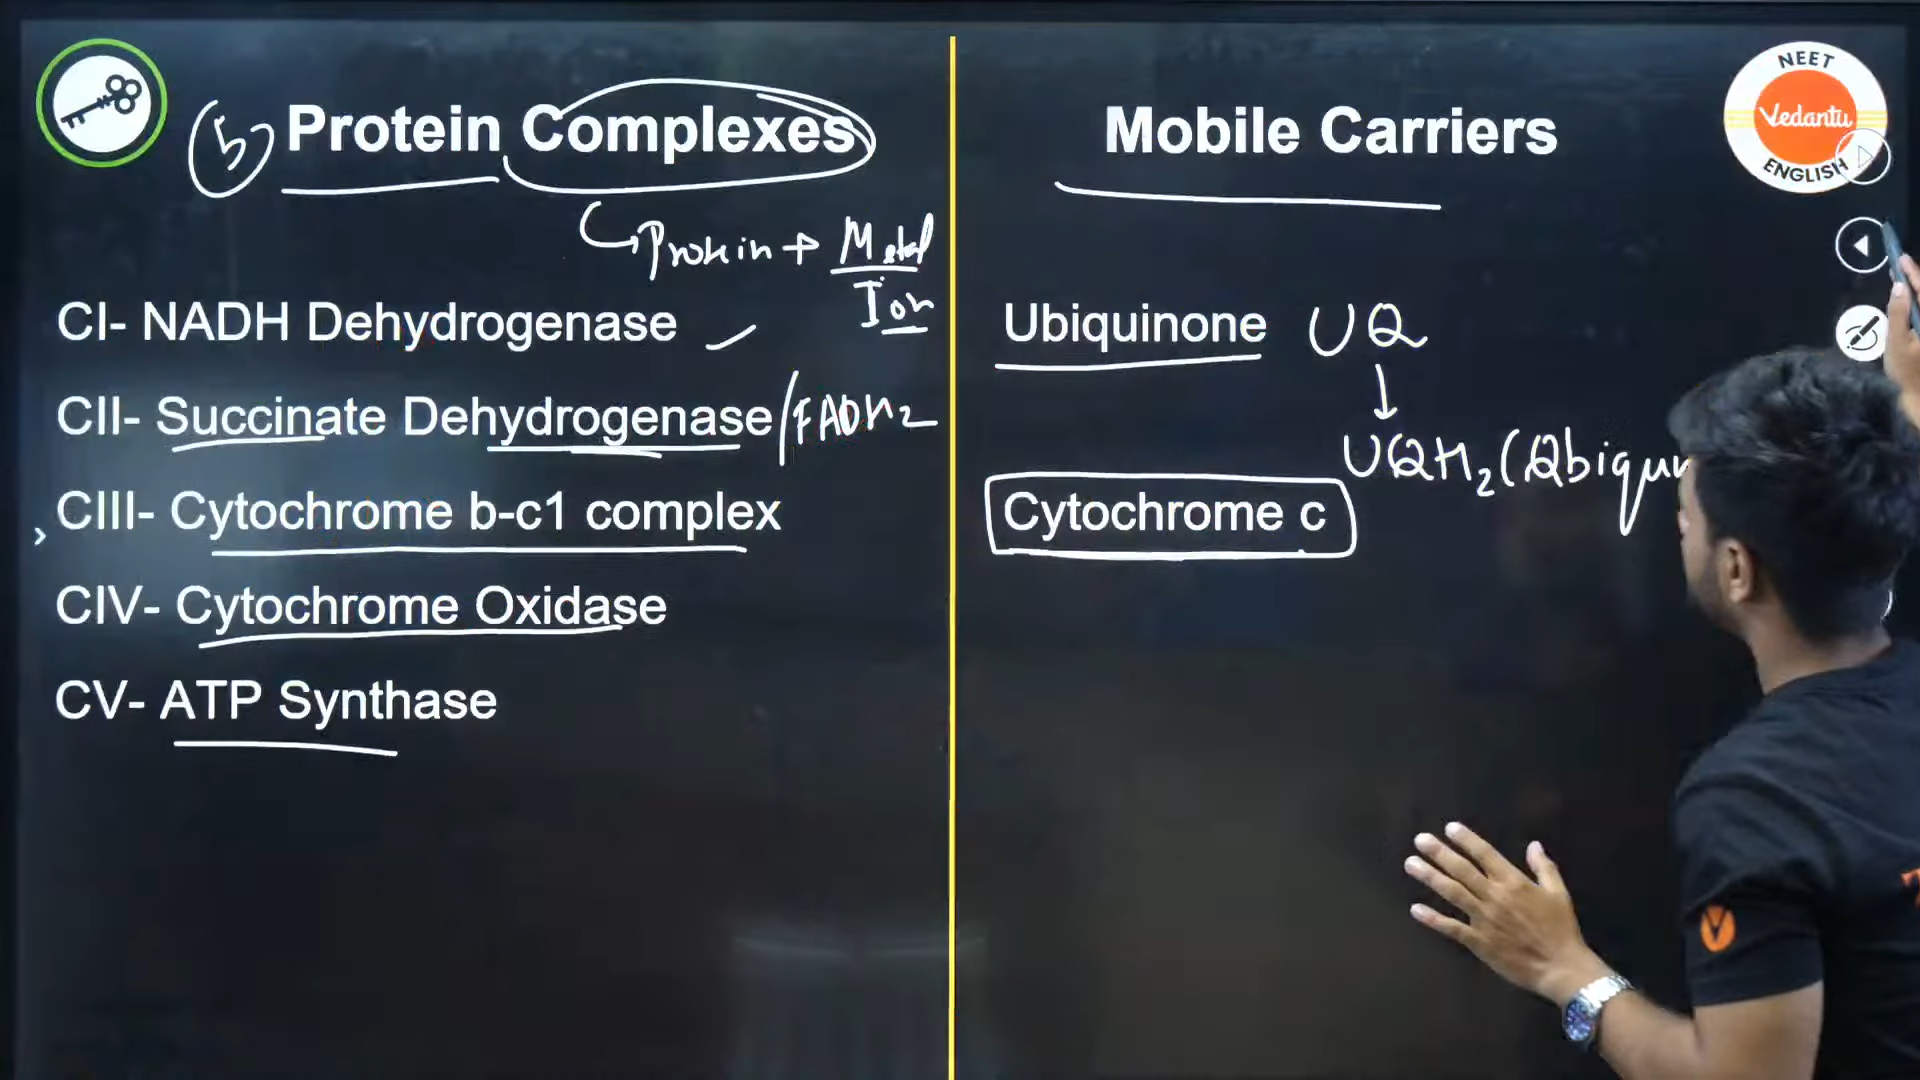 5 Protein Complexes
Protein + Metal
Ion
CI- NADH Dehydrogenase
CII- Succinate Dehydrogenase/FADH2
CIII- Cytochrome b-c1 complex
CIV- Cytochrome Oxidase
CV- ATP Synthase
Mobile Carriers
Ubiquinone UQ
UQH2(
Cytochrome c
NEET
Vedantu
ENGLISH
V